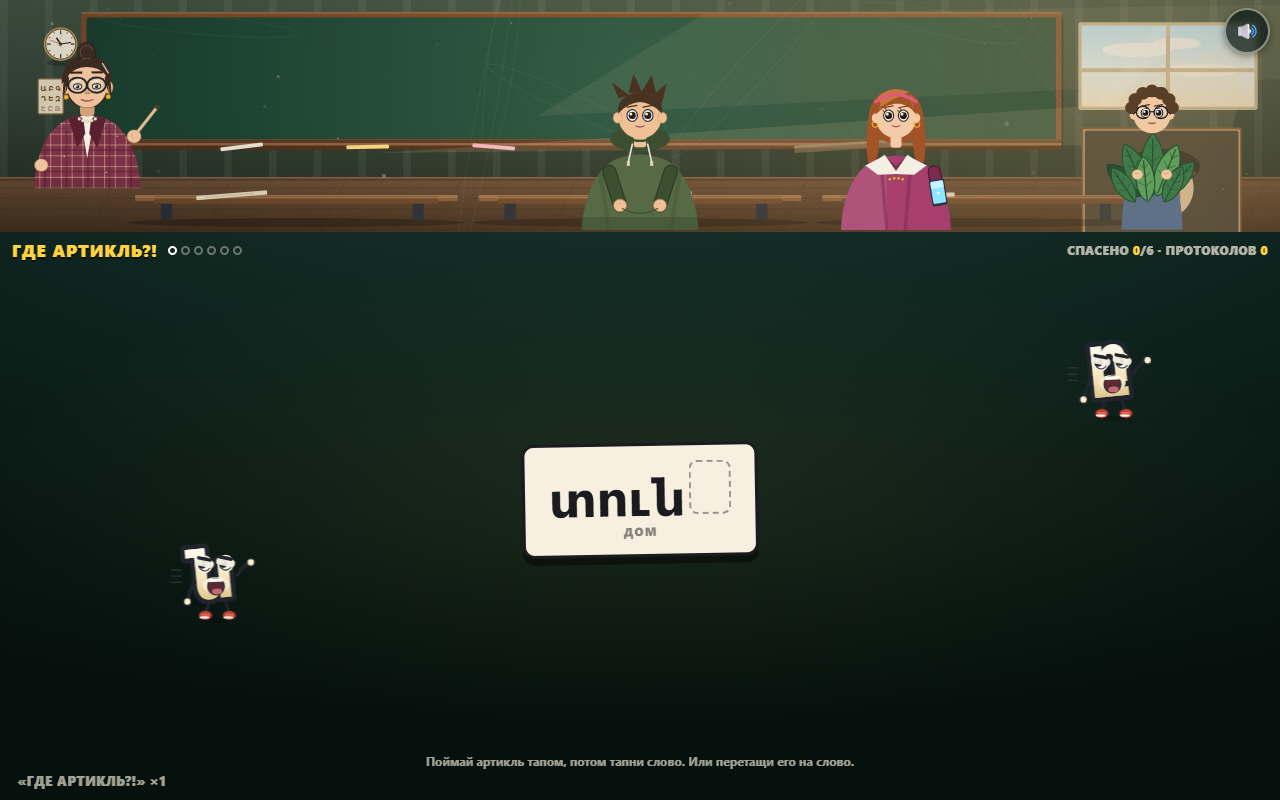 Ա Բ Գ
Դ Ե Զ
Է Ը Թ
ГДЕ АРТИКЛЬ?!
СПАСЕНО 0/6 · ПРОТОКОЛОВ 0
ը
ն
տուն
дом
Поймай артикль тапом, потом тапни слово. Или перетащи его на слово.
«ГДЕ АРТИКЛЬ?!» ×1